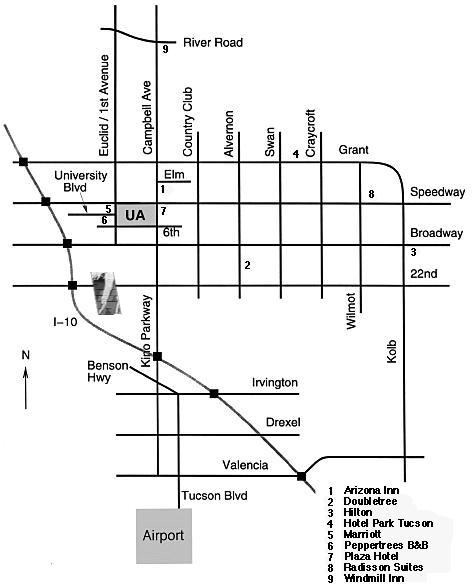 9 River Road
Euclid / 1st Avenue
Campbell Ave
Country Club
Alvernon
Swan
Craycroft
4
Grant
University
Blvd
Elm
1
8
Speedway
5
UA
7
6
6th
Broadway
3
2
22nd
I-10
Kino Parkway
Wilmot
Kolb
N
Benson
Hwy
Irvington
Drexel
Valencia
Tucson Blvd
Airport
1 Arizona Inn
2 Doubletree
3 Hilton
4 Hotel Park Tucson
5 Marriott
6 Peppertrees B&B
7 Plaza Hotel
8 Radisson Suites
9 Windmill Inn